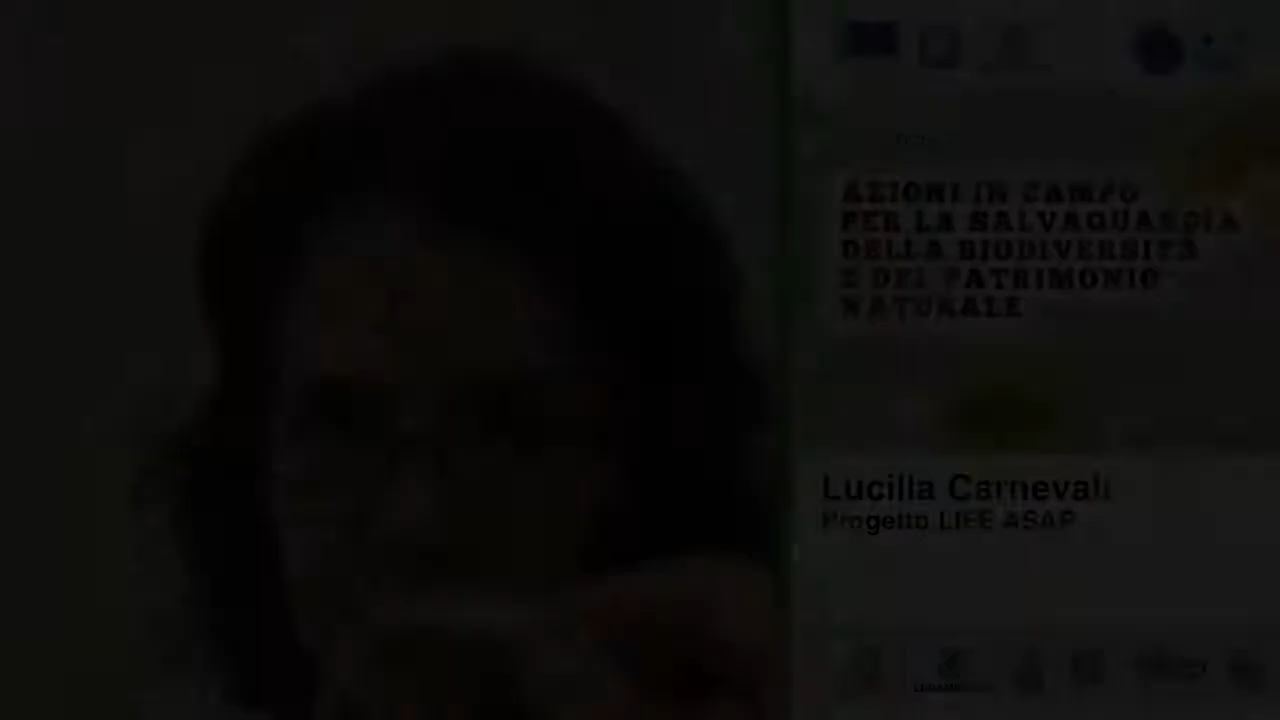 AZIONI IN CAMPO
PER LA SALVAGUARDIA
DELLA BIODIVERSITÀ
E DEL PATRIMONIO
NATURALE
Lucilla Carnevali
Progetto LIFE ASAP